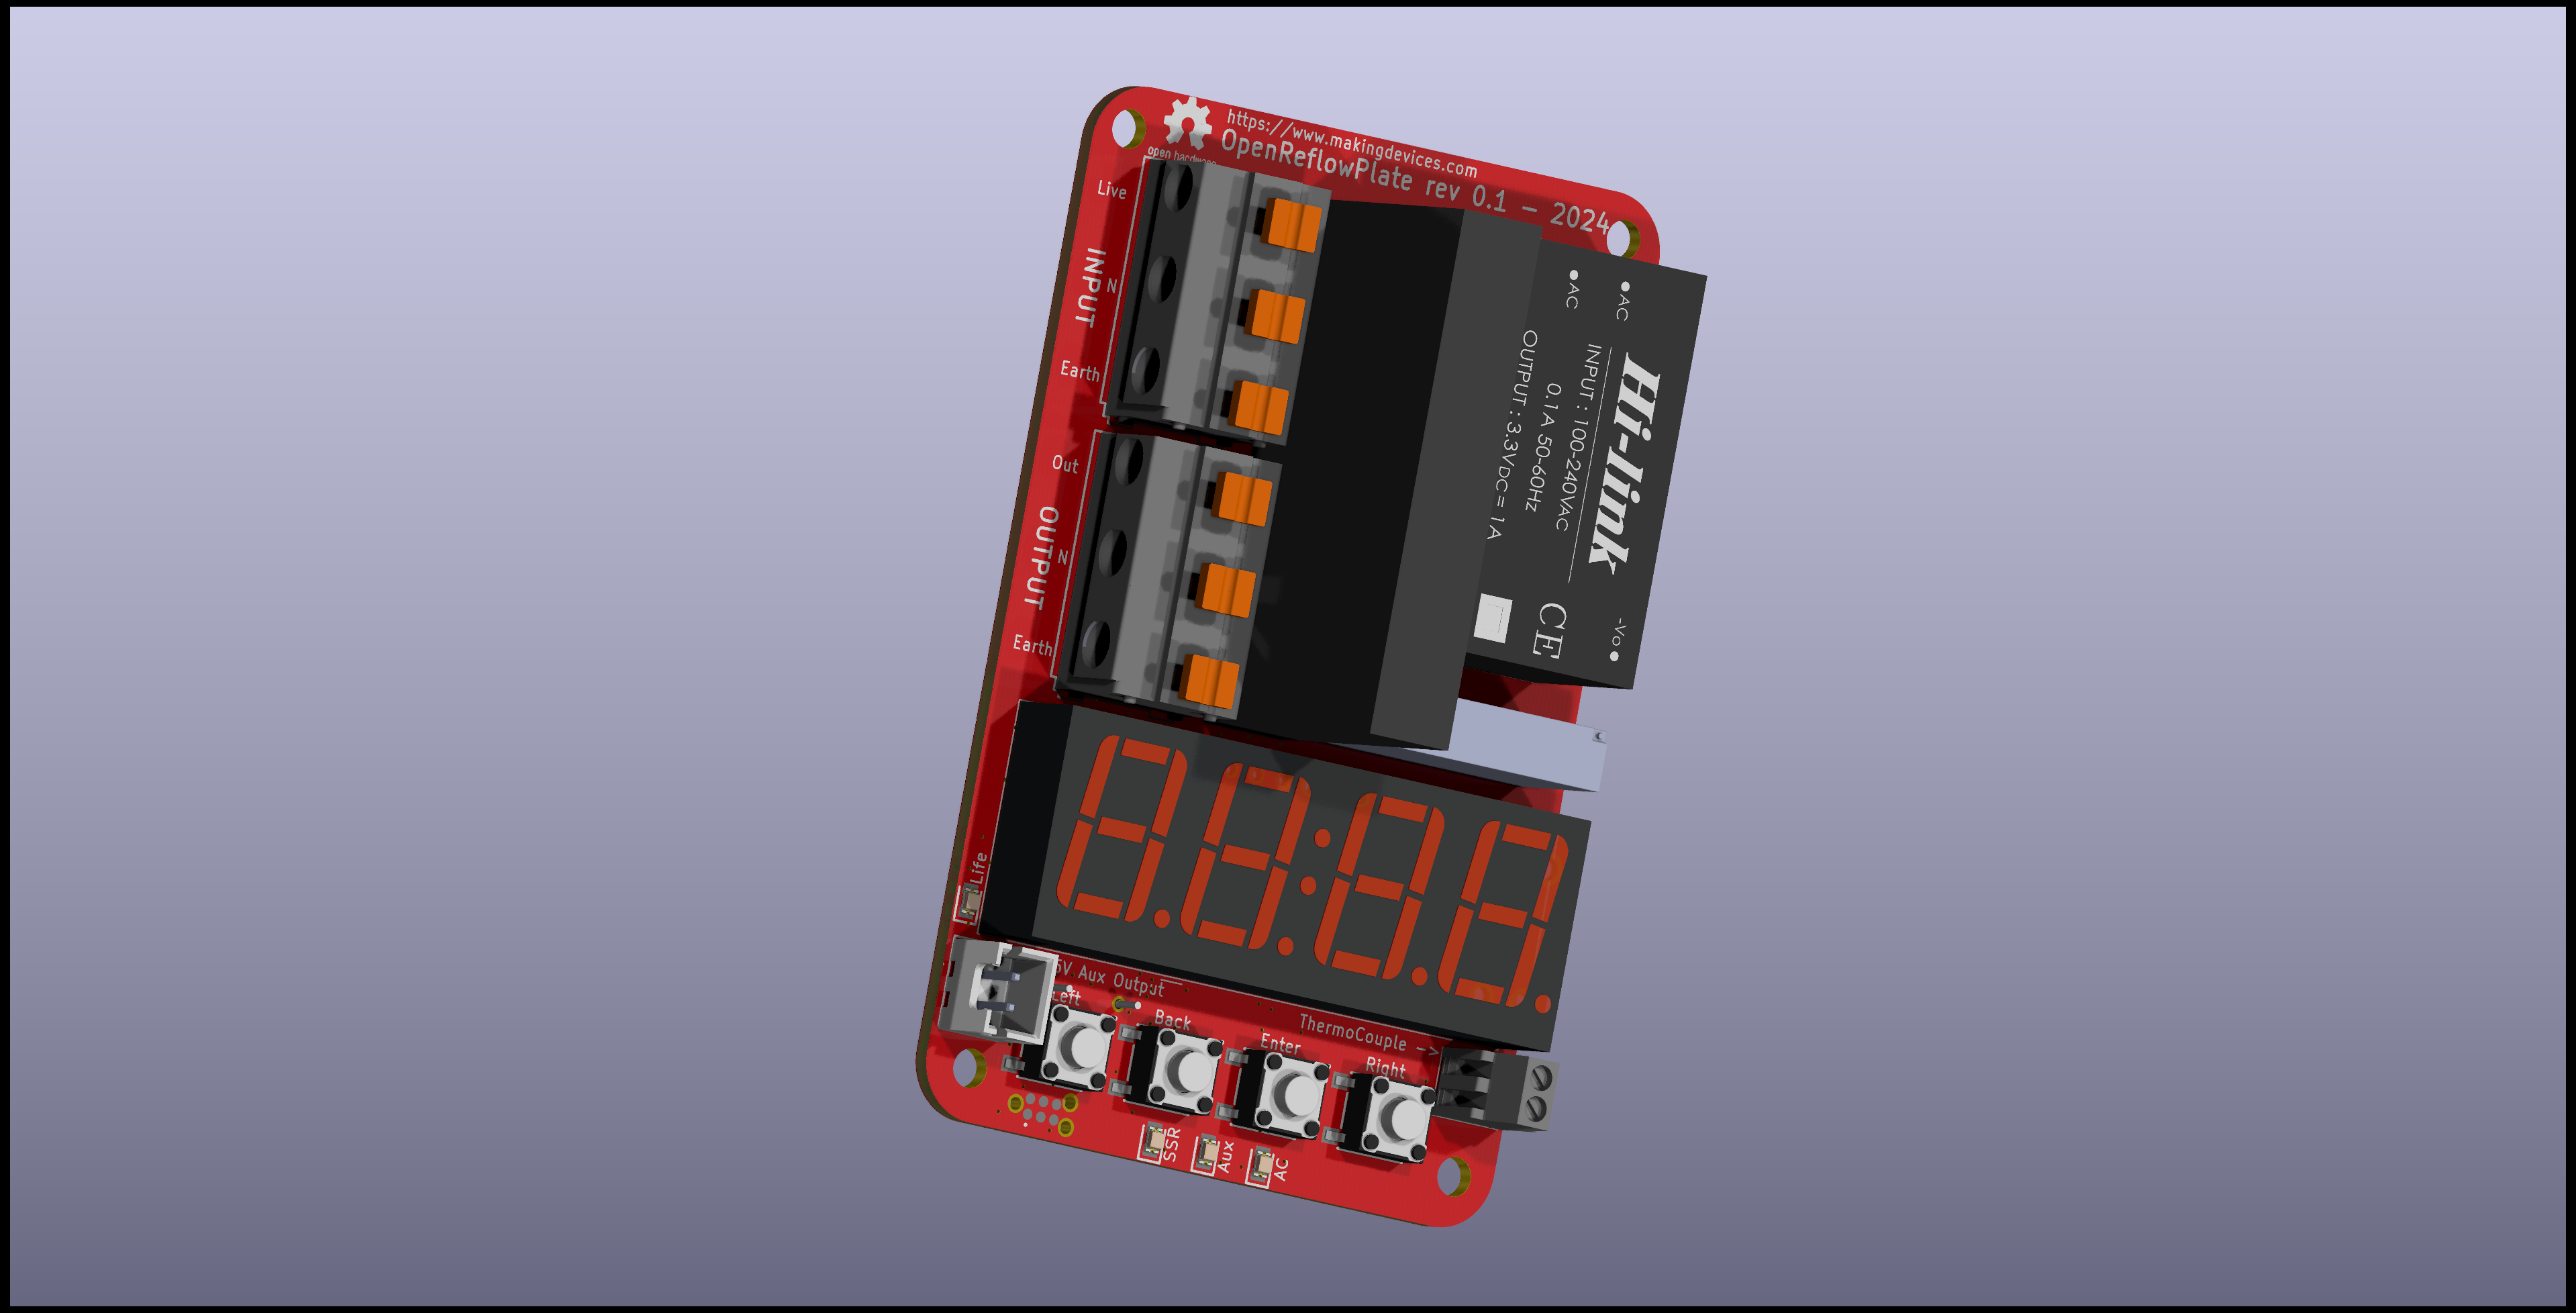 https://www.makingdevices.com
OpenReflowPlate rev 0.1 - 2024
open hardware
Live
INPUT
N
Earth
Out
OUTPUT
N
Earth
AC
AC
Hi-link
INPUT : 100-240VAC
0.1A 50-60Hz
OUTPUT : 3.3VDC = 1A
CE
-Vo
Life
5V Aux Output
Left
Back
Enter
Right
ThermoCouple ->
SSR
Aux
AC